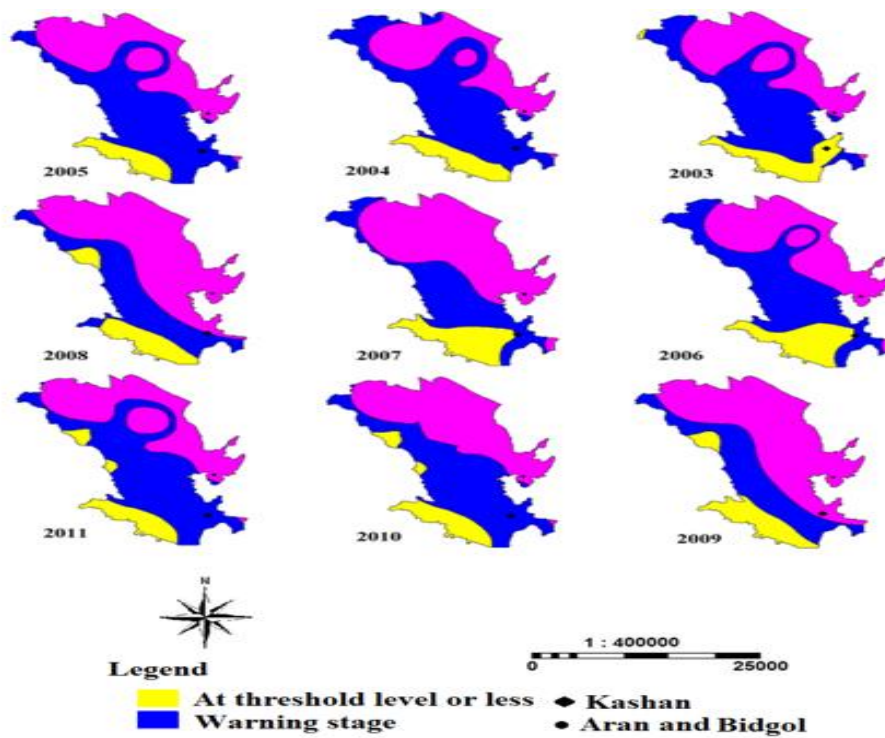 2005
2004
2003
2008
2007
2006
2011
2010
2009
N
1 : 400000
0 25000
Legend
At threshold level or less
Warning stage
Kashan
Aran and Bidgol